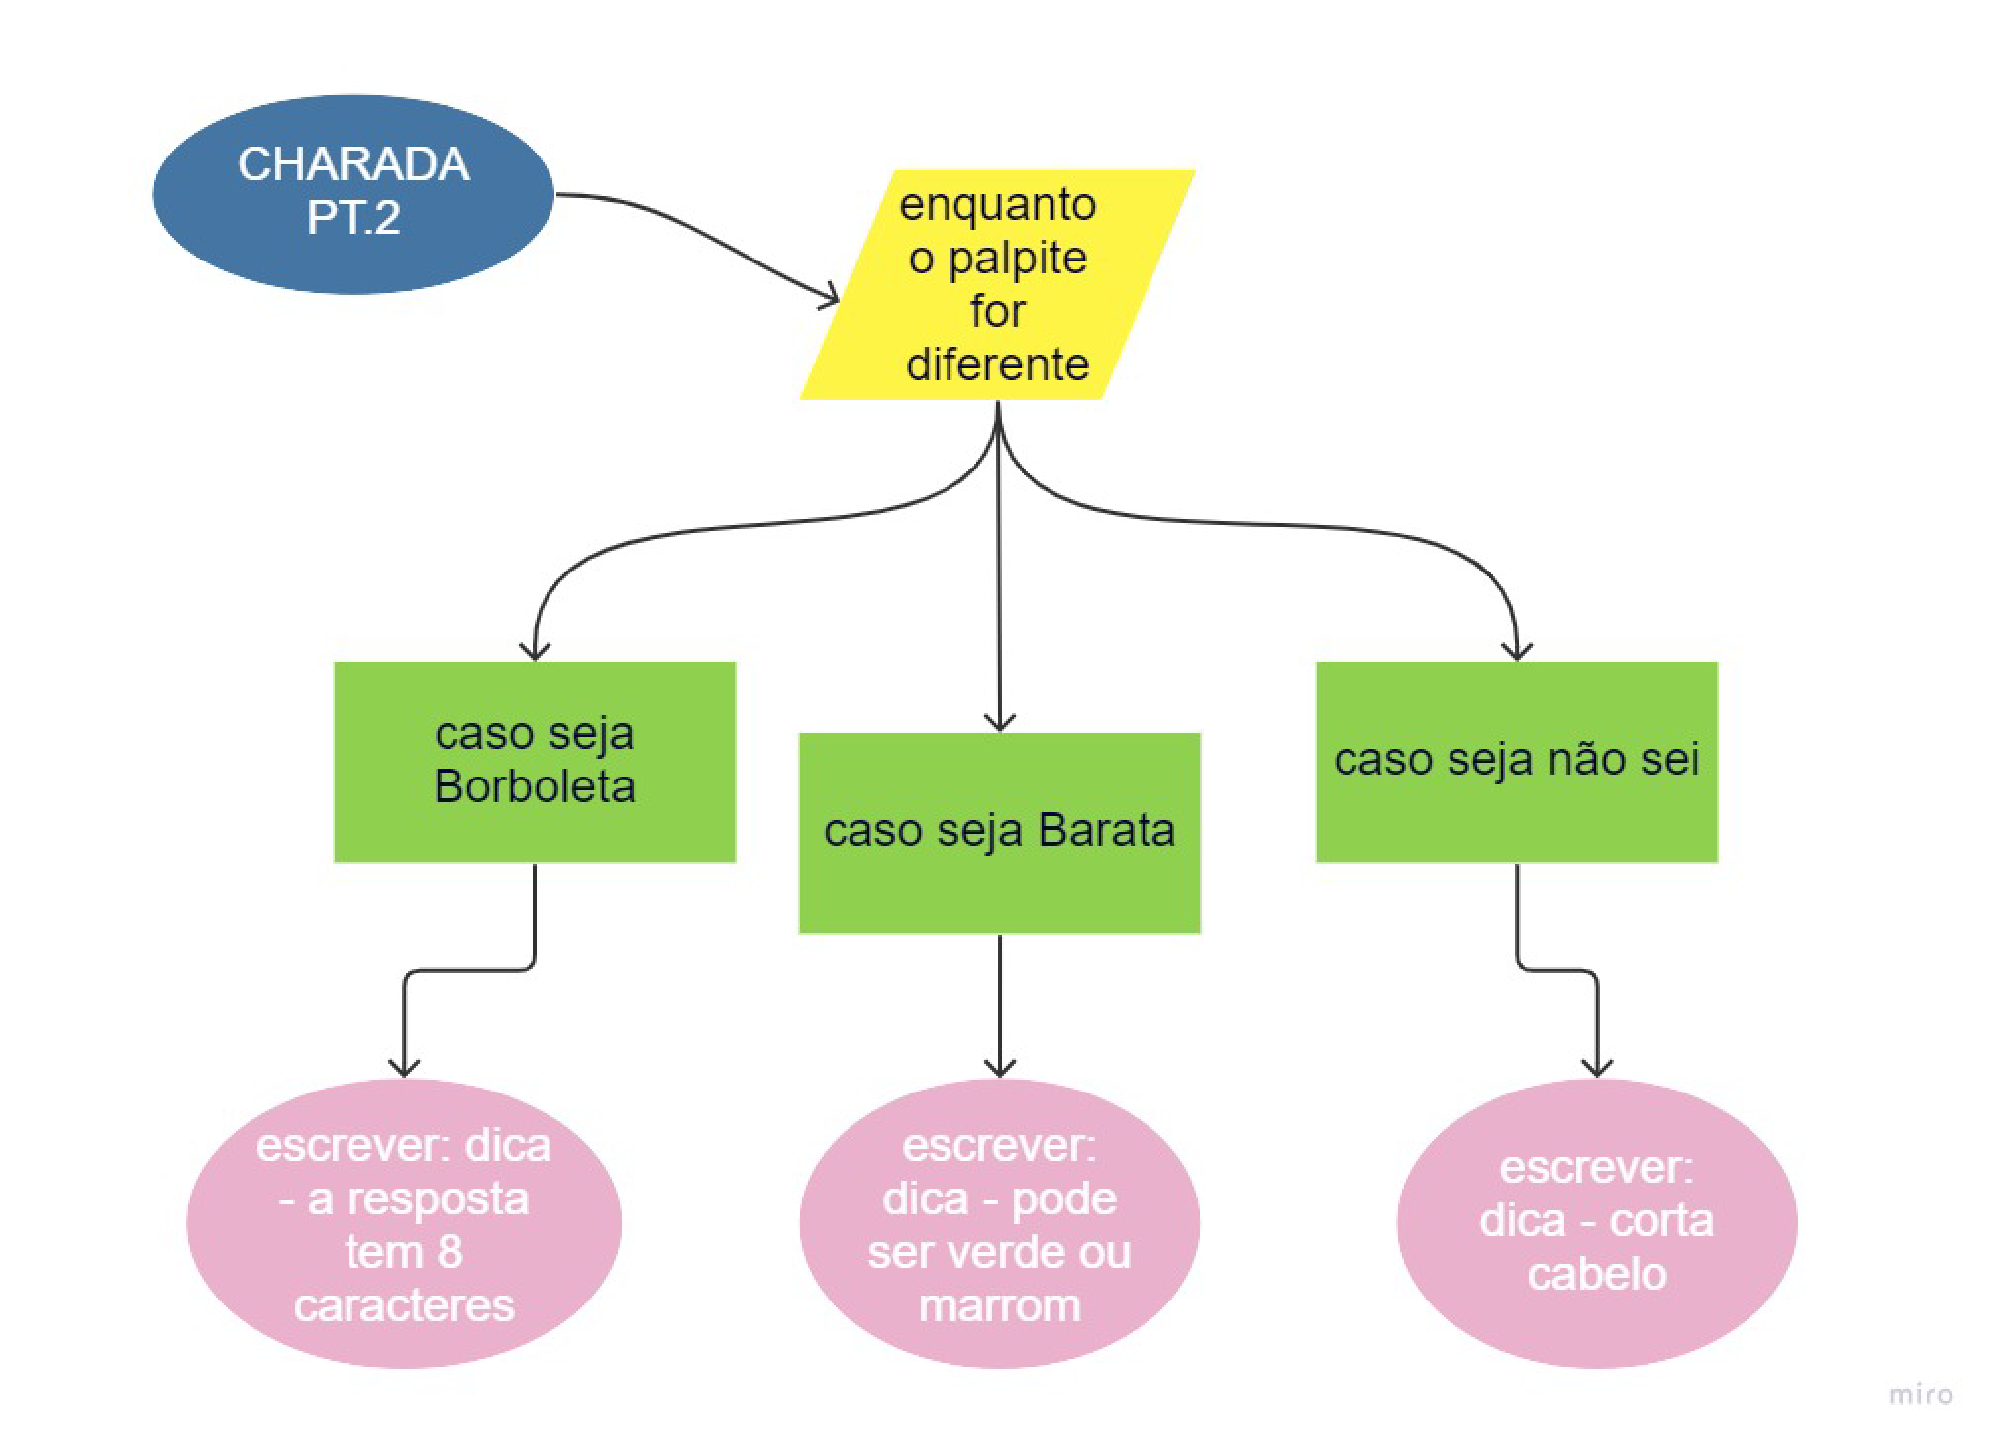 CHARADA
PT.2
enquanto
o palpite
for
diferente
caso seja
Borboleta
caso seja Barata
caso seja não sei
escrever: dica
- a resposta
tem 8
caracteres
escrever:
dica - pode
ser verde ou
marrom
escrever:
dica - corta
cabelo
miro